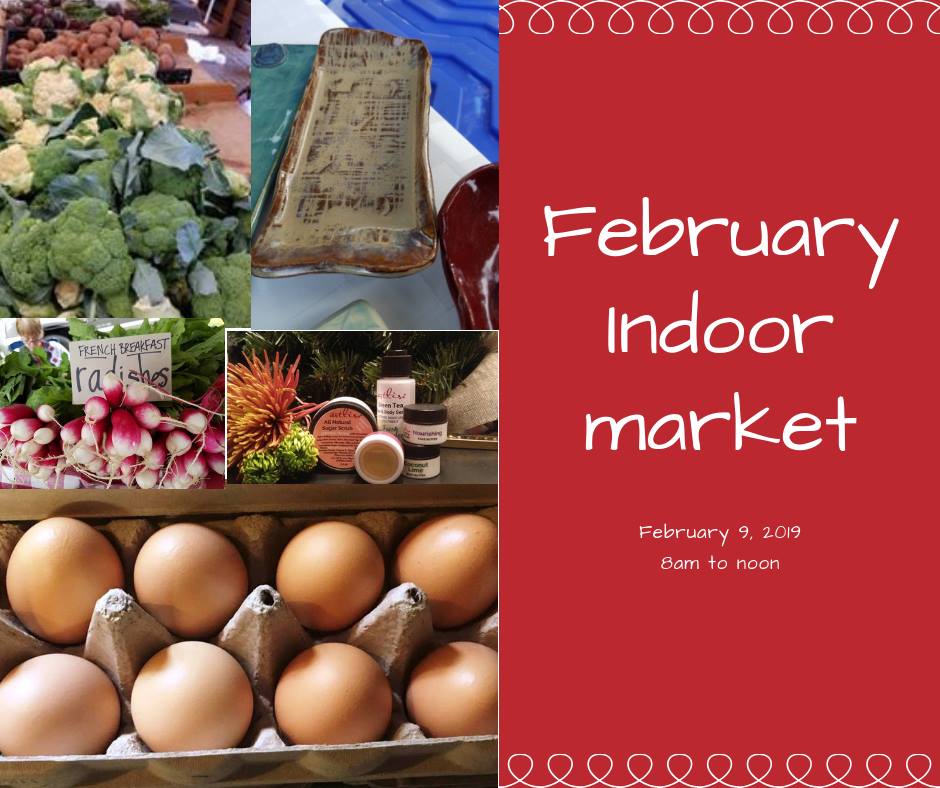 FRENCH BREAKFAST
radishes
All Natural
Sugar Scrub
Green Tea
Nourishing
Coconut
Lime
February
Indoor
market
February 9, 2019
8am to noon